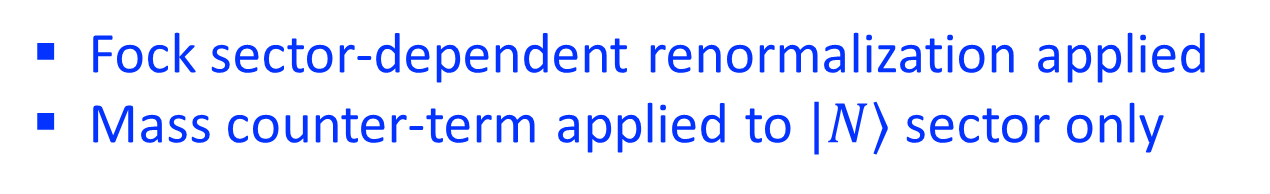 ▪ Fock sector-dependent renormalization applied
▪ Mass counter-term applied to |N⟩ sector only